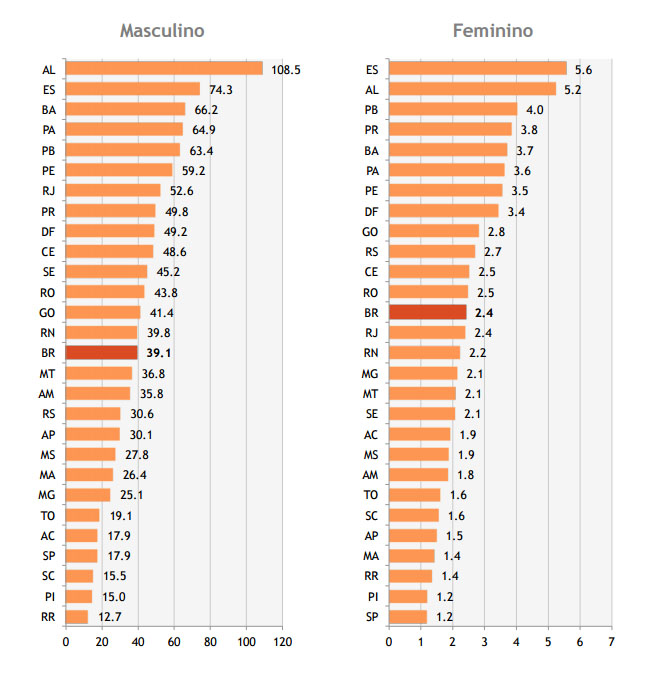 Masculino
AL 108.5
ES 74.3
BA 66.2
PA 64.9
PB 63.4
PE 59.2
RJ 52.6
PR 49.8
DF 49.2
CE 48.6
SE 45.2
RO 43.8
GO 41.4
RN 39.8
BR 39.1
MT 36.8
AM 35.8
RS 30.6
AP 30.1
MS 27.8
MA 26.4
MG 25.1
TO 19.1
AC 17.9
SP 17.9
SC 15.5
PI 15.0
RR 12.7
0 20 40 60 80 100 120
Feminino
ES 5.6
AL 5.2
PB 4.0
PR 3.8
BA 3.7
PA 3.6
PE 3.5
DF 3.4
GO 2.8
RS 2.7
CE 2.5
RO 2.5
BR 2.4
RJ 2.4
RN 2.2
MG 2.1
MT 2.1
SE 2.1
AC 1.9
MS 1.9
AM 1.8
TO 1.6
SC 1.6
AP 1.5
MA 1.4
RR 1.4
PI 1.2
SP 1.2
0 1 2 3 4 5 6 7